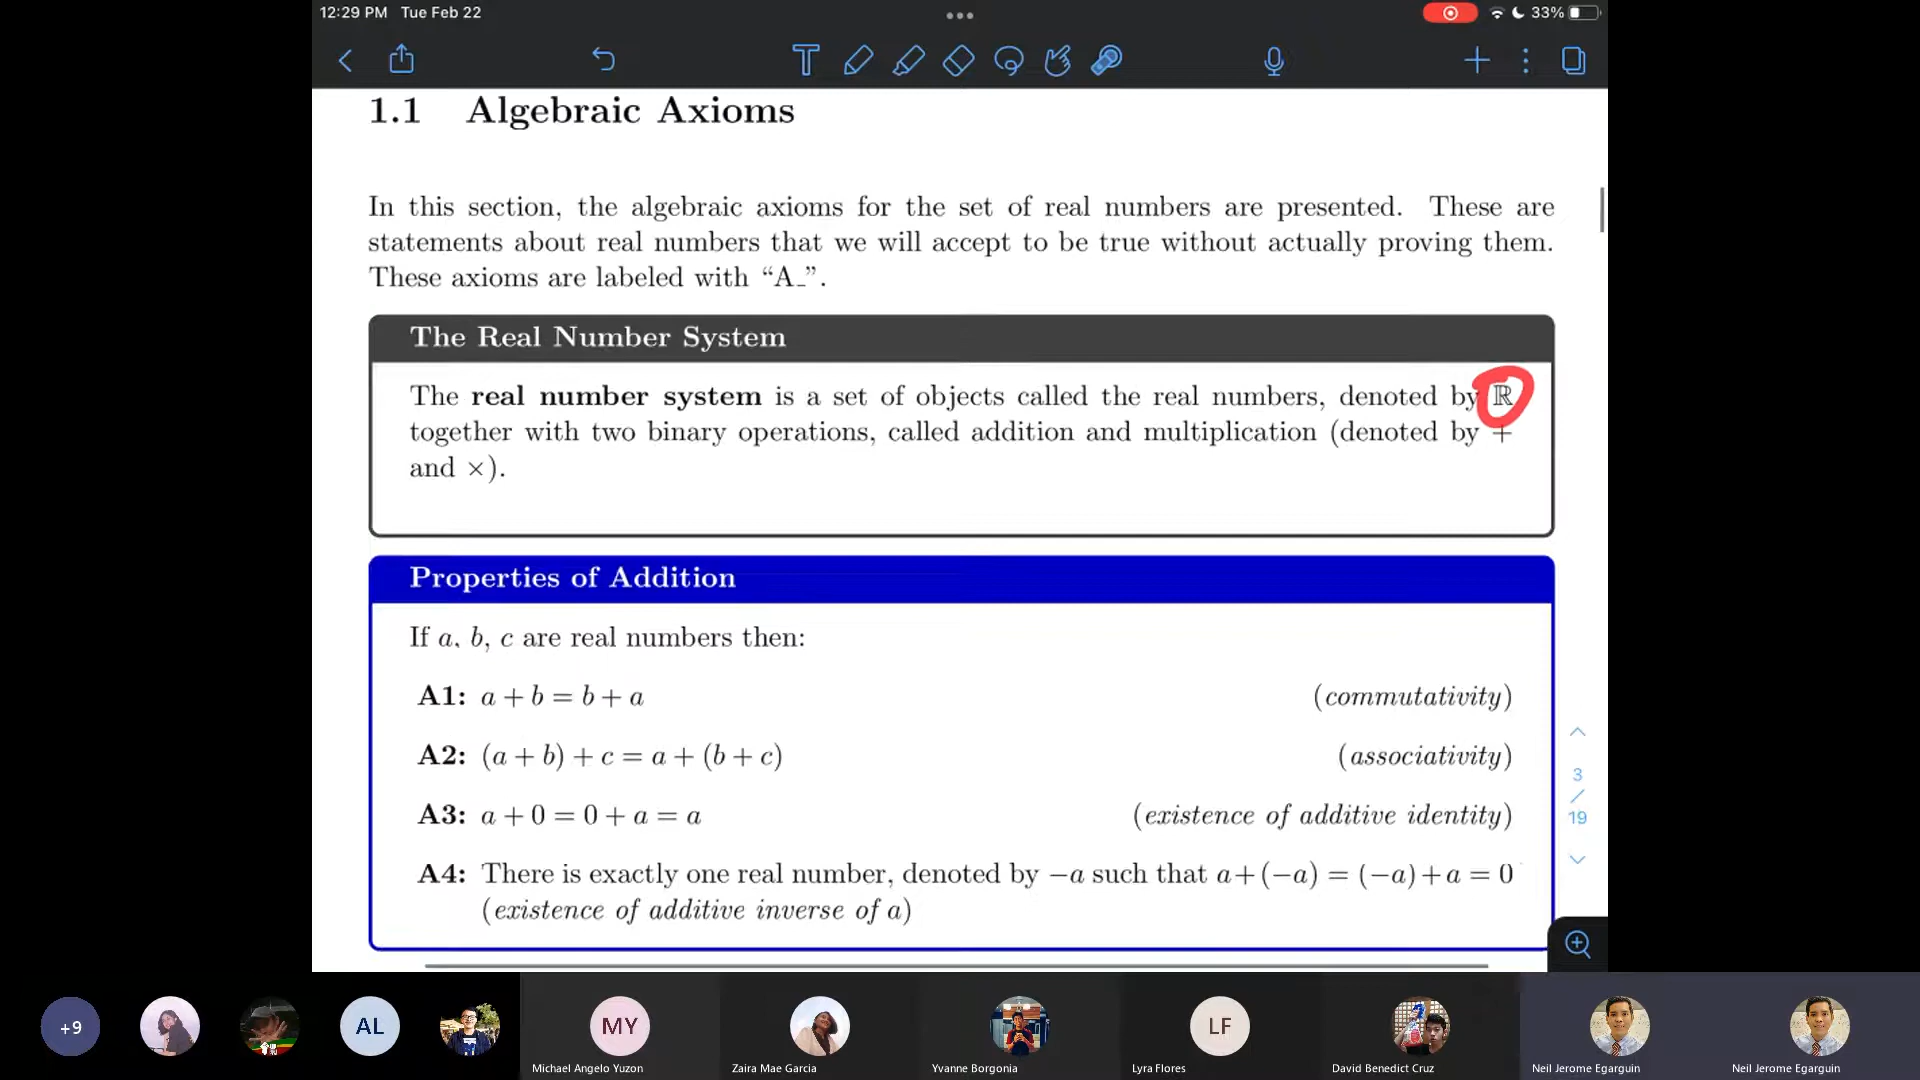 12:29 PM Tue Feb 22
33%
1.1 Algebraic Axioms
In this section, the algebraic axioms for the set of real numbers are presented. These are
statements about real numbers that we will accept to be true without actually proving them.
These axioms are labeled with “A_”.
The Real Number System
The real number system is a set of objects called the real numbers, denoted by ℝ
together with two binary operations, called addition and multiplication (denoted by +
and ×).
Properties of Addition
If a, b, c are real numbers then:
A1: a + b = b + a (commutativity)
A2: (a + b) + c = a + (b + c) (associativity)
A3: a + 0 = 0 + a = a (existence of additive identity)
A4: There is exactly one real number, denoted by −a such that a+(−a) = (−a)+a = 0
(existence of additive inverse of a)
3
/
19
+9
AL
MY
LF
Michael Angelo Yuzon
Zaira Mae Garcia
Yvanne Borgonia
Lyra Flores
David Benedict Cruz
Neil Jerome Egarguin
Neil Jerome Egarguin